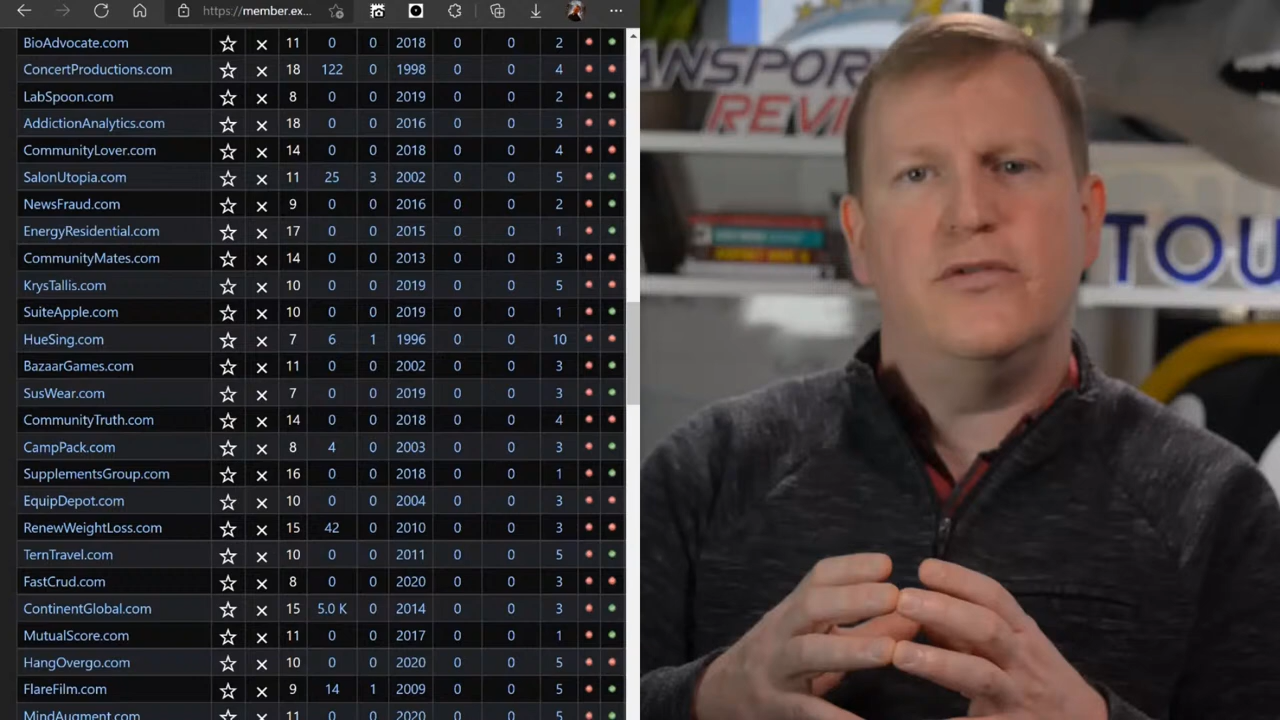 https://member.ex...
BioAdvocate.com 11 0 0 2018 0 0 2
ConcertProductions.com 18 122 0 1998 0 0 4
LabSpoon.com 8 0 0 2019 0 0 2
AddictionAnalytics.com 18 0 0 2016 0 0 3
CommunityLover.com 14 0 0 2018 0 0 4
SalonUtopia.com 11 25 3 2002 0 0 5
NewsFraud.com 9 0 0 2016 0 0 2
EnergyResidential.com 17 0 0 2015 0 0 1
CommunityMates.com 14 0 0 2013 0 0 3
KrysTallis.com 10 0 0 2019 0 0 5
SuiteApple.com 10 0 0 2019 0 0 1
HueSing.com 7 6 1 1996 0 0 10
BazaarGames.com 11 0 0 2002 0 0 3
SusWear.com 7 0 0 2019 0 0 3
CommunityTruth.com 14 0 0 2018 0 0 4
CampPack.com 8 4 0 2003 0 0 3
SupplementsGroup.com 16 0 0 2018 0 0 1
EquipDepot.com 10 0 0 2004 0 0 3
RenewWeightLoss.com 15 42 0 2010 0 0 3
TernTravel.com 10 0 0 2011 0 0 5
FastCrud.com 8 0 0 2020 0 0 3
ContinentGlobal.com 15 5.0 K 0 2014 0 0 3
MutualScore.com 11 0 0 2017 0 0 1
HangOvergo.com 10 0 0 2020 0 0 5
FlareFilm.com 9 14 1 2009 0 0 5
MindAugment.com 11 0 0 2020 0 0 5
ANSPOR
REVI
TOU